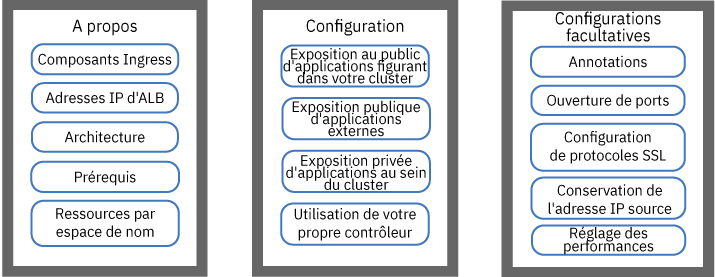 A propos
Composants Ingress
Adresses IP d'ALB
Architecture
Prérequis
Ressources par
espace de nom
Configuration
Exposition au public
d'applications figurant
dans votre cluster
Exposition publique
d'applications
externes
Exposition privée
d'applications au sein
du cluster
Utilisation de votre
propre contrôleur
Configurations
facultatives
Annotations
Ouverture de ports
Configuration
de protocoles SSL
Conservation de
l'adresse IP source
Réglage des
performances